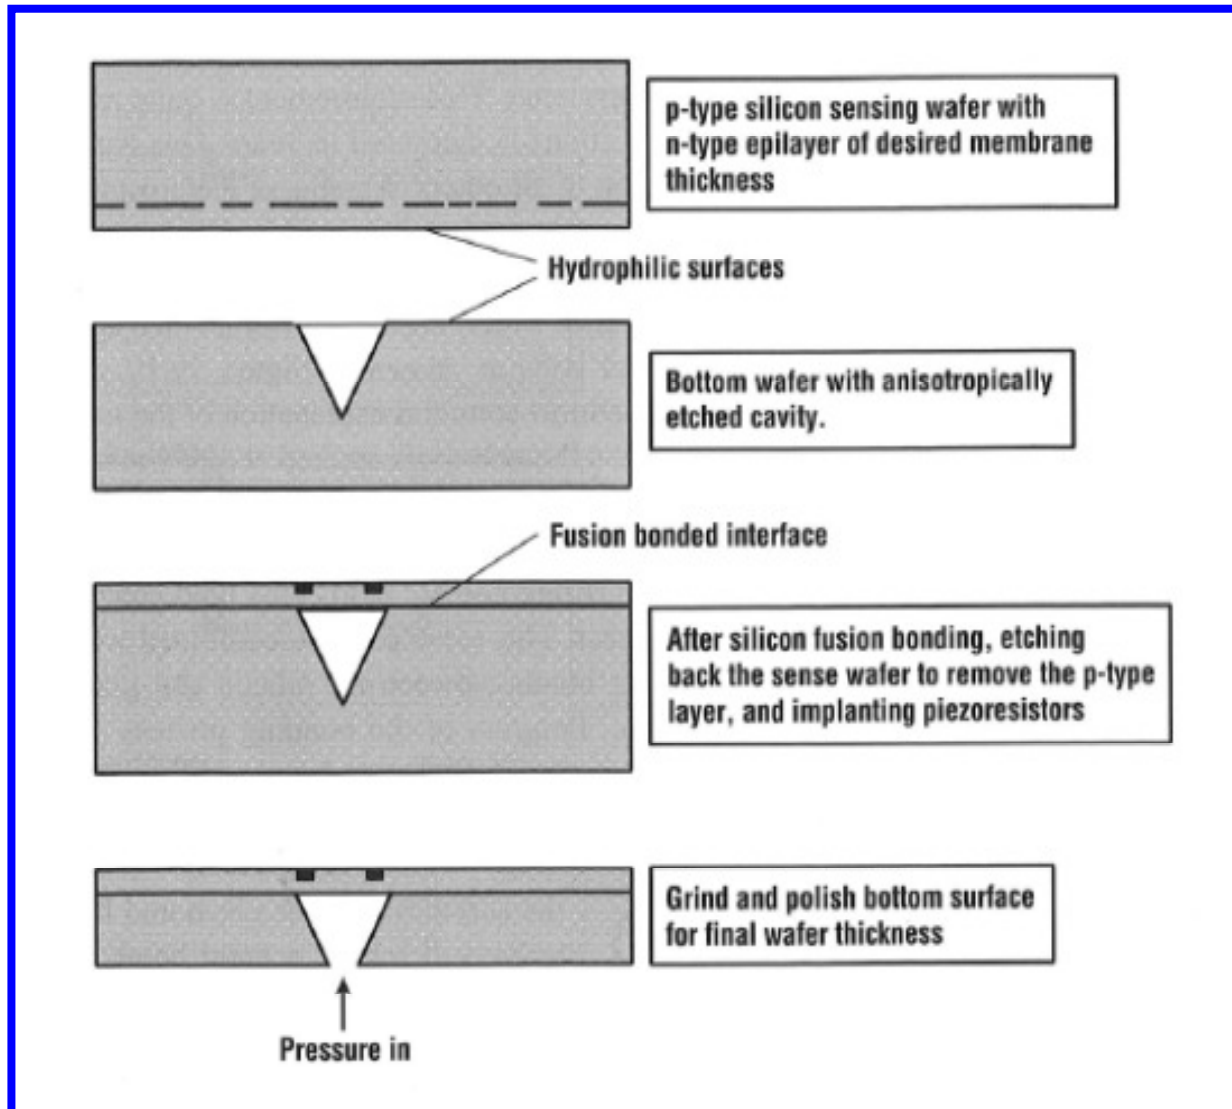 p-type silicon sensing wafer with
n-type epilayer of desired membrane
thickness
Hydrophilic surfaces
Bottom wafer with anisotropically
etched cavity.
Fusion bonded interface
After silicon fusion bonding, etching
back the sense wafer to remove the p-type
layer, and implanting piezoresistors
Grind and polish bottom surface
for final wafer thickness
Pressure in